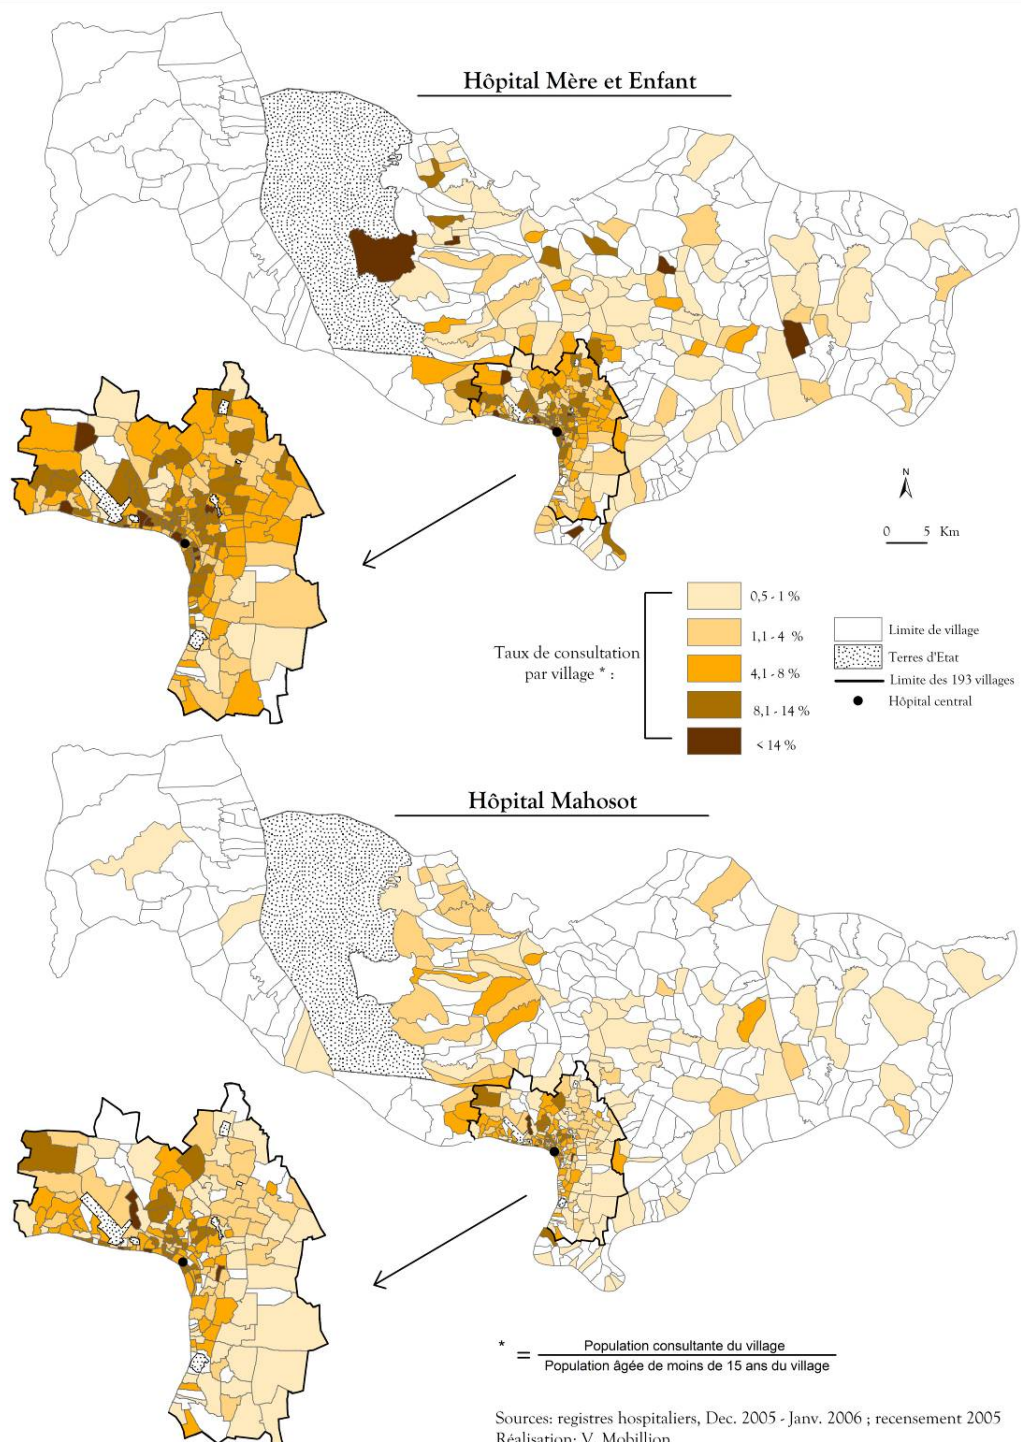 Hôpital Mère et Enfant
N
0 5 Km
Taux de consultation
par village * :
0,5 - 1 %
1,1 - 4 %
4,1 - 8 %
8,1 - 14 %
< 14 %
Limite de village
Terres d'Etat
Limite des 193 villages
Hôpital central
Hôpital Mahosot
* = Population consultante du village
Population âgée de moins de 15 ans du village
Sources: registres hospitaliers, Dec. 2005 - Janv. 2006 ; recensement 2005
Réalisation: V. Mobillion